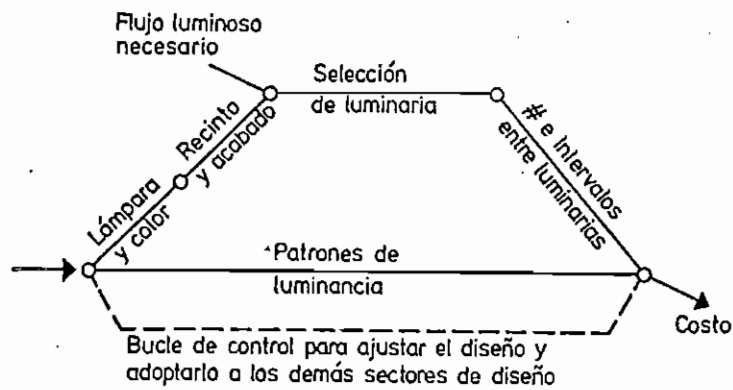 Flujo luminoso
necesario
Selección
de luminaria
Recinto
y acabado
# e Intervalos
entre luminarias
Lámpara
y color
Patrones de
luminancia
Costo
Bucle de control para ajustar el diseño y
adoptarlo a los demás sectores de diseño